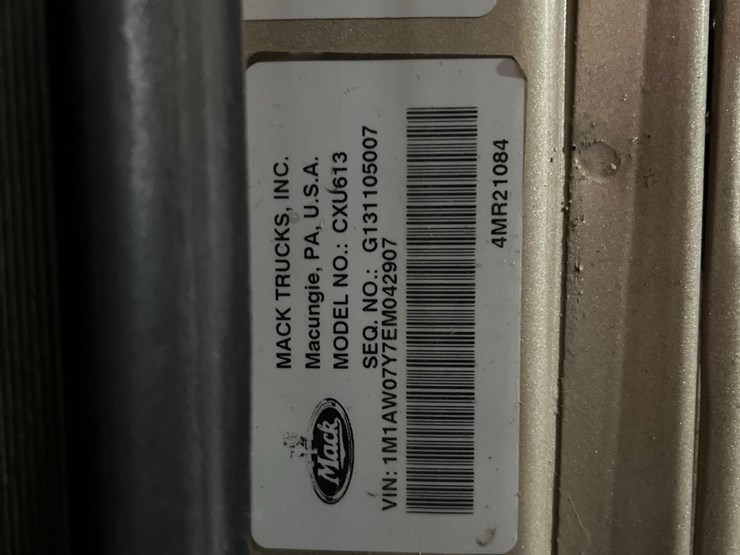 MACK TRUCKS, INC.
Macungie, PA, U.S.A.
MODEL NO.: CXU613
SEQ. NO.: G131105007
Mack
VIN: 1M1AW07Y7EM042907
4MR21084